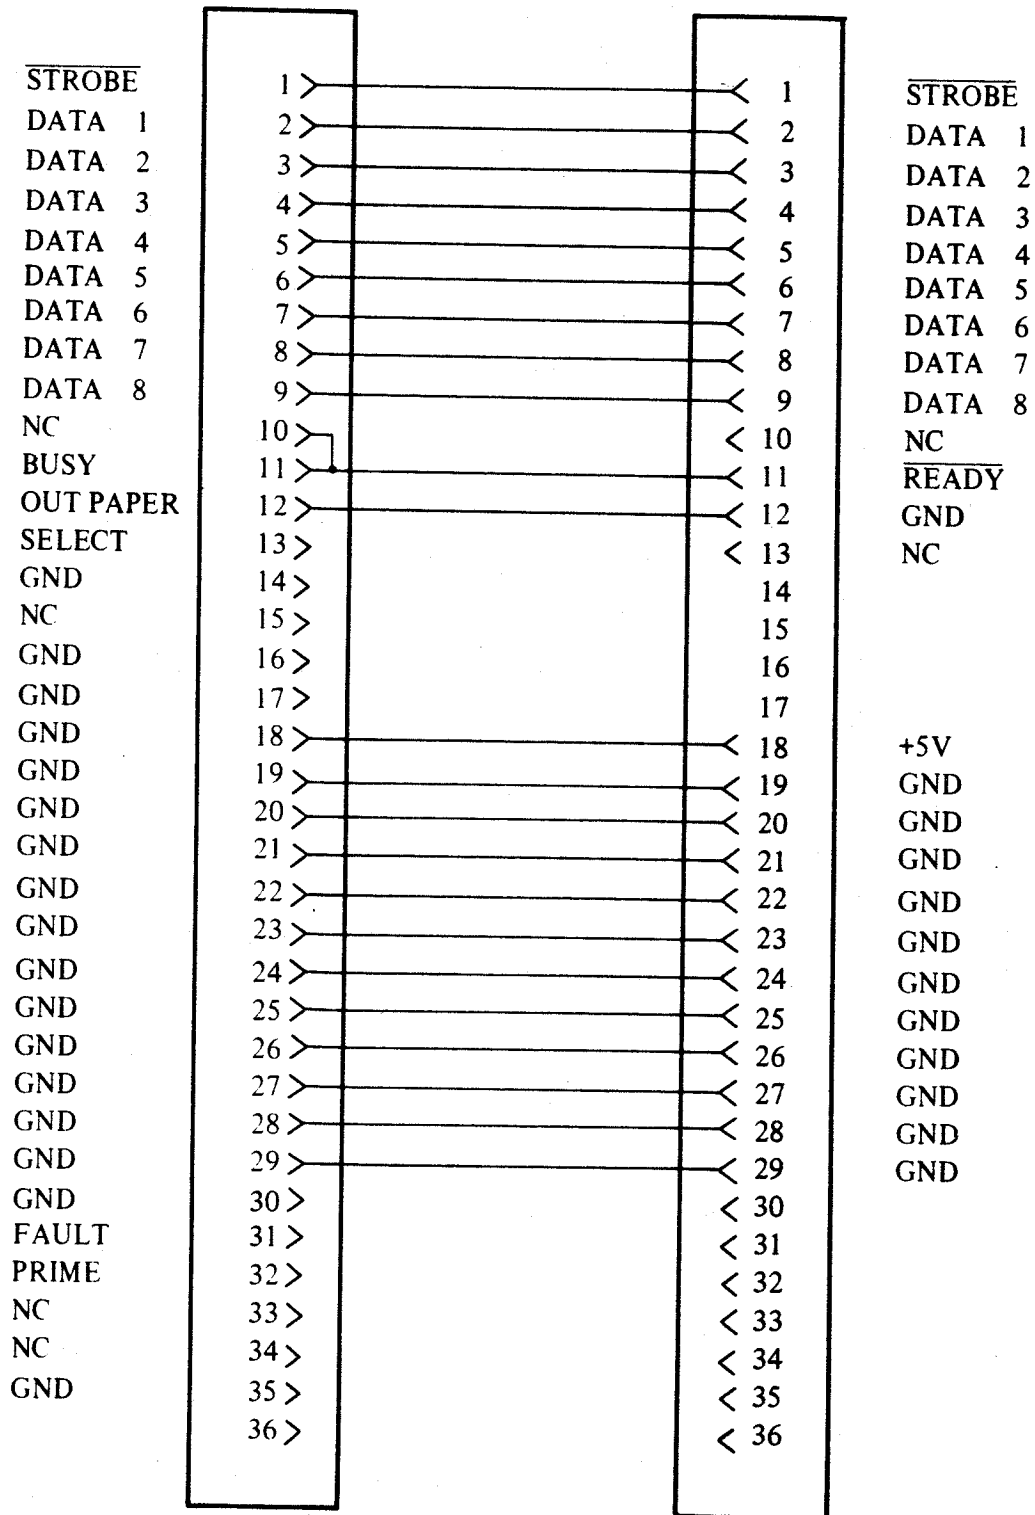 STROBE 1 1 STROBE
DATA 1 2 2 DATA 1
DATA 2 3 3 DATA 2
DATA 3 4 4 DATA 3
DATA 4 5 5 DATA 4
DATA 5 6 6 DATA 5
DATA 6 7 7 DATA 6
DATA 7 8 8 DATA 7
DATA 8 9 9 DATA 8
NC 10 10 NC
BUSY 11 11 READY
OUT PAPER 12 12 GND
SELECT 13 13 NC
GND 14 14
NC 15 15
GND 16 16
GND 17 17
GND 18 18 +5V
GND 19 19 GND
GND 20 20 GND
GND 21 21 GND
GND 22 22 GND
GND 23 23 GND
GND 24 24 GND
GND 25 25 GND
GND 26 26 GND
GND 27 27 GND
GND 28 28 GND
GND 29 29 GND
GND 30 30
FAULT 31 31
PRIME 32 32
NC 33 33
NC 34 34
GND 35 35
36 36